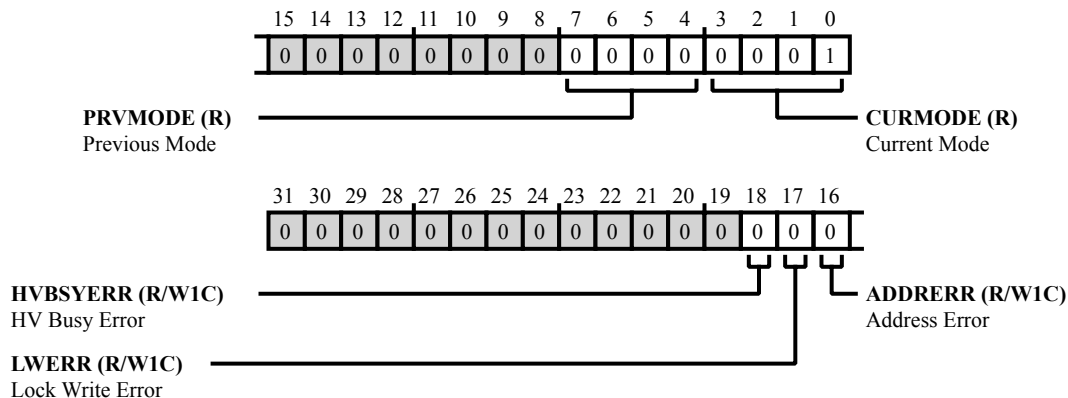 15 14 13 12 11 10 9 8 7 6 5 4 3 2 1 0
0 0 0 0 0 0 0 0 0 0 0 0 0 0 0 1
PRVMODE (R)
Previous Mode
CURMODE (R)
Current Mode
31 30 29 28 27 26 25 24 23 22 21 20 19 18 17 16
0 0 0 0 0 0 0 0 0 0 0 0 0 0 0 0
HVBSYERR (R/W1C)
HV Busy Error
ADDRERR (R/W1C)
Address Error
LWERR (R/W1C)
Lock Write Error